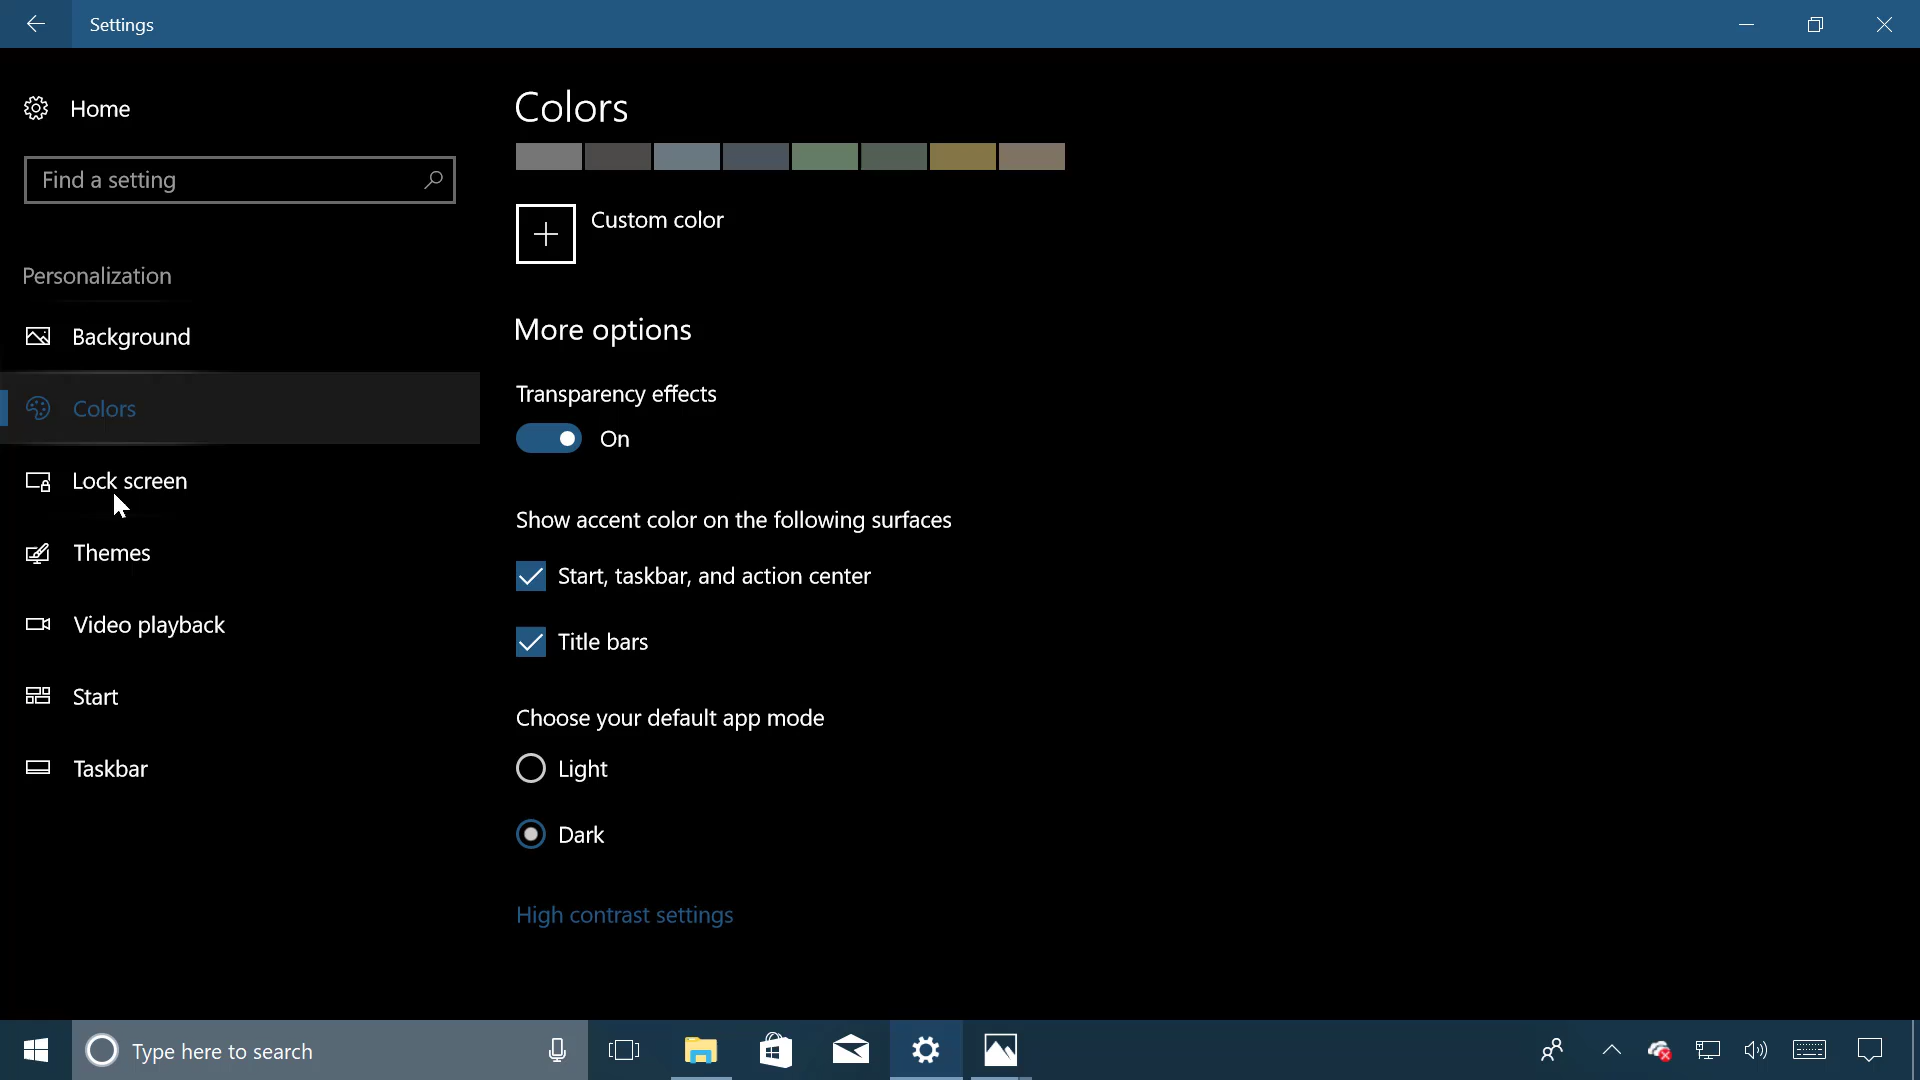 Settings
Home
Find a setting
Personalization
Background
Colors
Lock screen
Themes
Video playback
Start
Taskbar
Colors
Custom color
More options
Transparency effects
On
Show accent color on the following surfaces
Start, taskbar, and action center
Title bars
Choose your default app mode
Light
Dark
High contrast settings
Type here to search